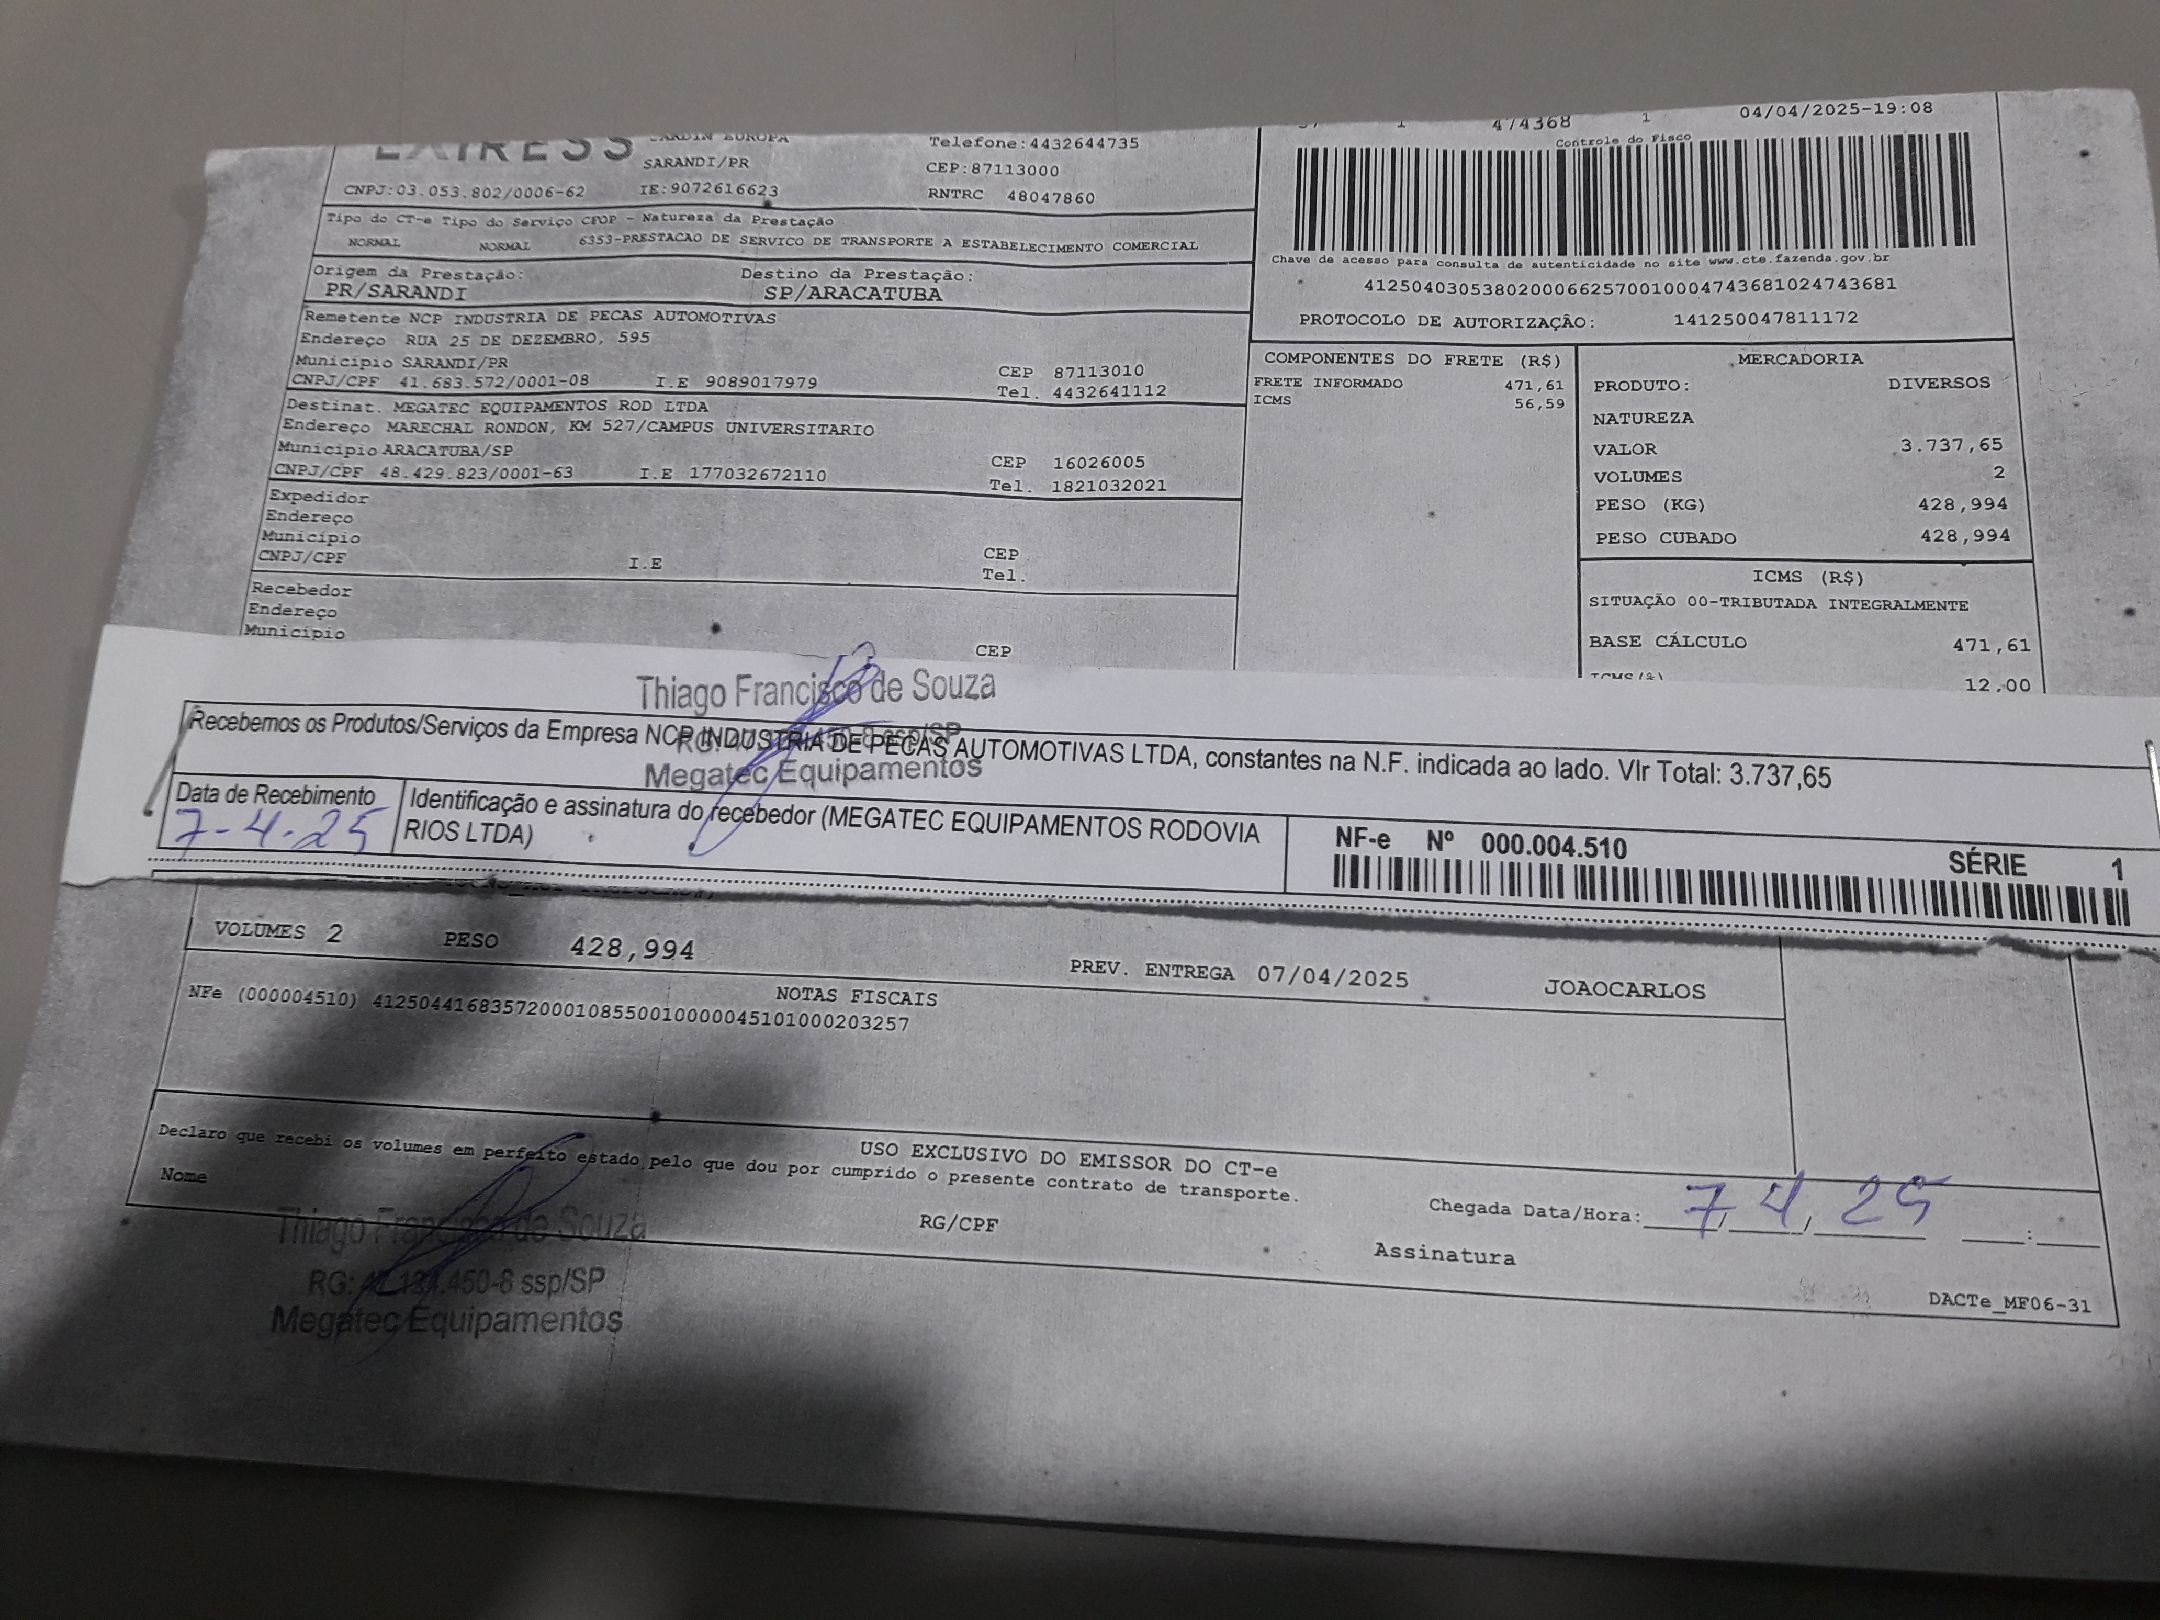 JARDIN EUROPA
SARANDI/PR
Telefone:4432644735
CEP:87113000
CNPJ:03.053.802/0006-62 IE:9072616623 RNTRC 48047860
57 1 474368 1 04/04/2025-19:08
Controle do Fisco
Tipo do CT-e Tipo do Serviço CFOP - Natureza da Prestação
NORMAL NORMAL 6353-PRESTACAO DE SERVICO DE TRANSPORTE A ESTABELECIMENTO COMERCIAL
Chave de acesso para consulta de autenticidade no site www.cte.fazenda.gov.br
41250403053802000662570010004743681024743681
PROTOCOLO DE AUTORIZAÇÃO: 141250047811172
Origem da Prestação: Destino da Prestação:
PR/SARANDI SP/ARACATUBA
Remetente NCP INDUSTRIA DE PECAS AUTOMOTIVAS
Endereço RUA 25 DE DEZEMBRO, 595
Município SARANDI/PR CEP 87113010
CNPJ/CPF 41.683.572/0001-08 I.E 9089017979 Tel. 4432641112
Destinat. MEGATEC EQUIPAMENTOS ROD LTDA
Endereço MARECHAL RONDON, KM 527/CAMPUS UNIVERSITARIO
Município ARACATUBA/SP CEP 16026005
CNPJ/CPF 48.429.823/0001-63 I.E 177032672110 Tel. 1821032021
Expedidor
Endereço
Município CEP
CNPJ/CPF I.E Tel.
Recebedor
Endereço
Município CEP
COMPONENTES DO FRETE (R$)
FRETE INFORMADO 471,61
ICMS 56,59
MERCADORIA
PRODUTO: DIVERSOS
NATUREZA
VALOR 3.737,65
VOLUMES 2
PESO (KG) 428,994
PESO CUBADO 428,994
ICMS (R$)
SITUAÇÃO 00-TRIBUTADA INTEGRALMENTE
BASE CÁLCULO 471,61
ICMS(%) 12,00
Thiago Francisco de Souza
Megatec Equipamentos
Recebemos os Produtos/Serviços da Empresa NCP INDUSTRIA DE PECAS AUTOMOTIVAS LTDA, constantes na N.F. indicada ao lado. Vlr Total: 3.737,65
Data de Recebimento
7-4-25
Identificação e assinatura do recebedor (MEGATEC EQUIPAMENTOS RODOVIA
RIOS LTDA)
NF-e Nº 000.004.510 SÉRIE 1
VOLUMES 2 PESO 428,994 PREV. ENTREGA 07/04/2025 JOAOCARLOS
NOTAS FISCAIS
NFe (000004510) 41250441683572000108550010000045101000203257
USO EXCLUSIVO DO EMISSOR DO CT-e
Declaro que recebi os volumes em perfeito estado pelo que dou por cumprido o presente contrato de transporte.
Nome RG/CPF Assinatura
Chegada Data/Hora: 7/4/25 :
Thiago Francisco de Souza
RG: ssp/SP
Megatec Equipamentos
DACTe_MF06-31